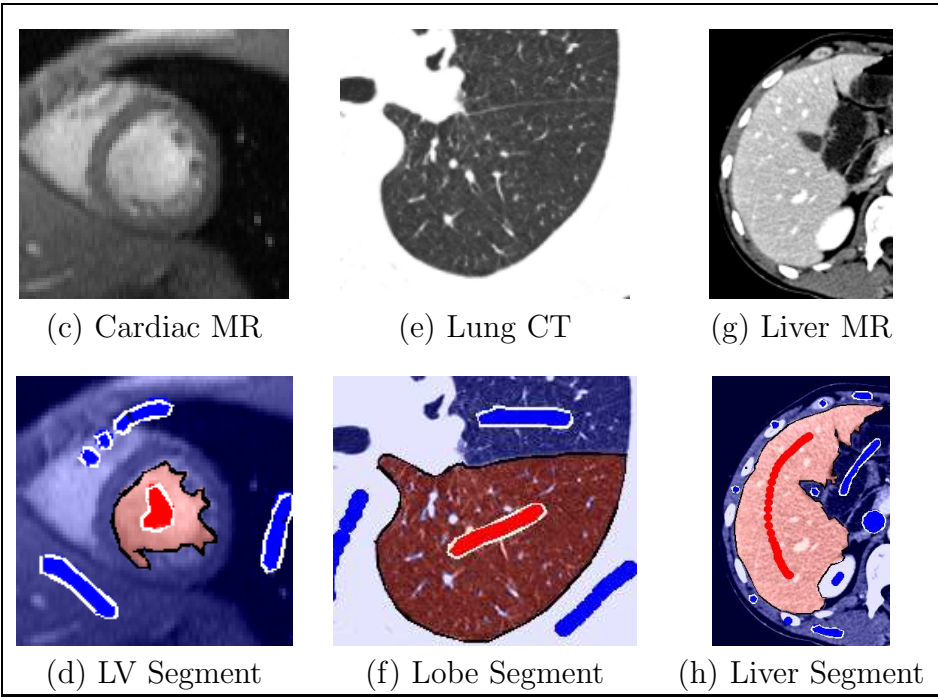 (c) Cardiac MR
(e) Lung CT
(g) Liver MR
(d) LV Segment
(f) Lobe Segment
(h) Liver Segment